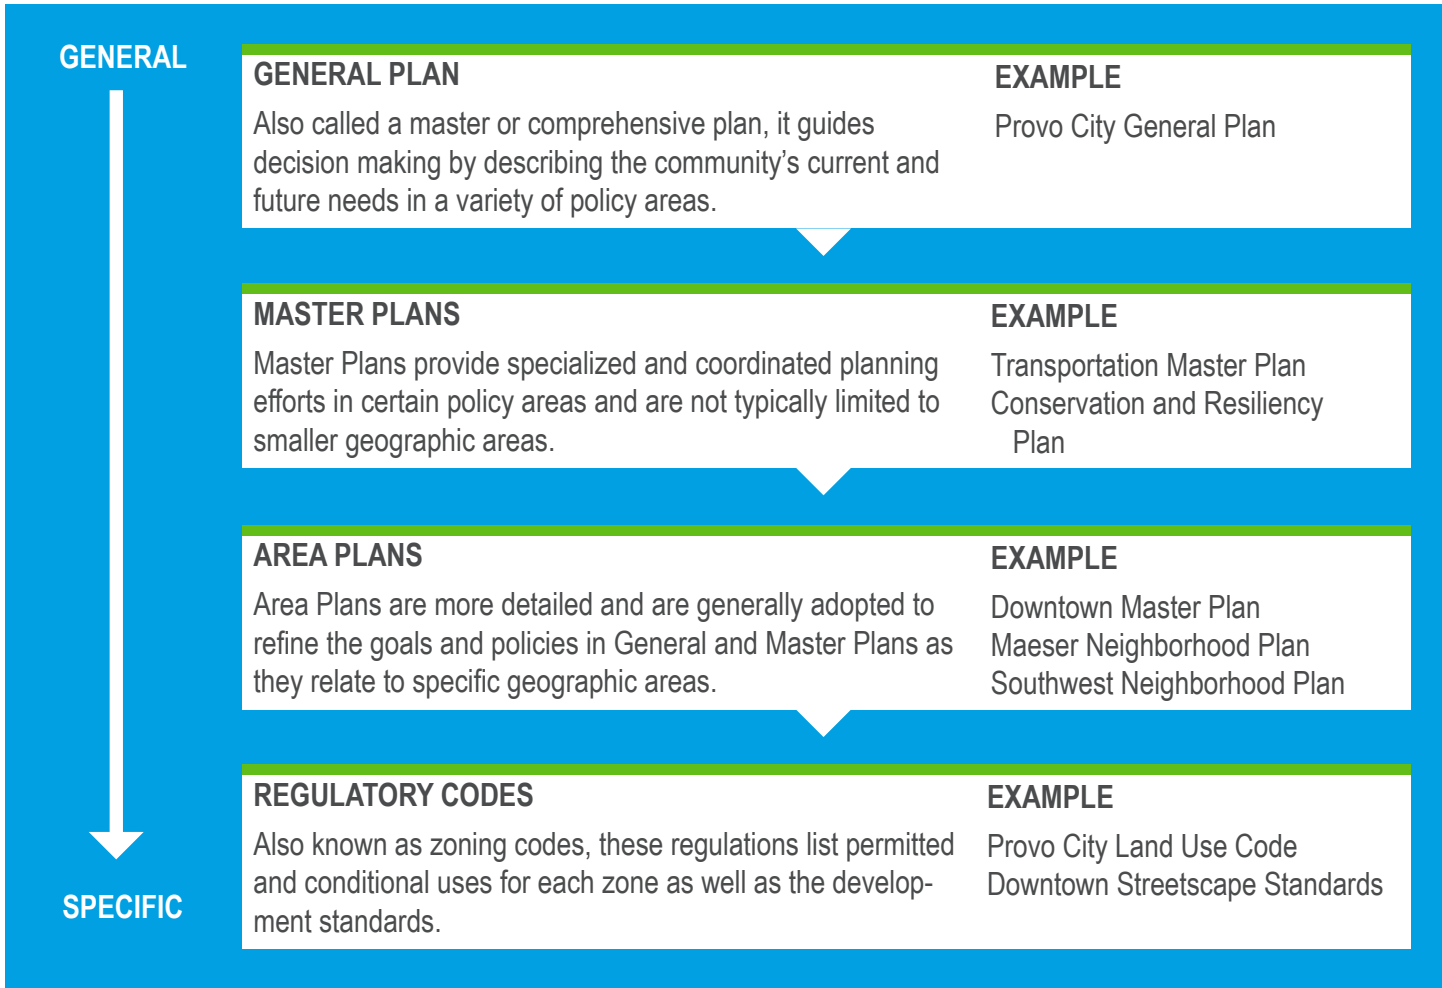 GENERAL
GENERAL PLAN
Also called a master or comprehensive plan, it guides
decision making by describing the community's current and
future needs in a variety of policy areas.
EXAMPLE
Provo City General Plan
MASTER PLANS
Master Plans provide specialized and coordinated planning
efforts in certain policy areas and are not typically limited to
smaller geographic areas.
EXAMPLE
Transportation Master Plan
Conservation and Resiliency
Plan
AREA PLANS
Area Plans are more detailed and are generally adopted to
refine the goals and policies in General and Master Plans as
they relate to specific geographic areas.
EXAMPLE
Downtown Master Plan
Maeser Neighborhood Plan
Southwest Neighborhood Plan
REGULATORY CODES
Also known as zoning codes, these regulations list permitted
and conditional uses for each zone as well as the develop-
ment standards.
EXAMPLE
Provo City Land Use Code
Downtown Streetscape Standards
SPECIFIC